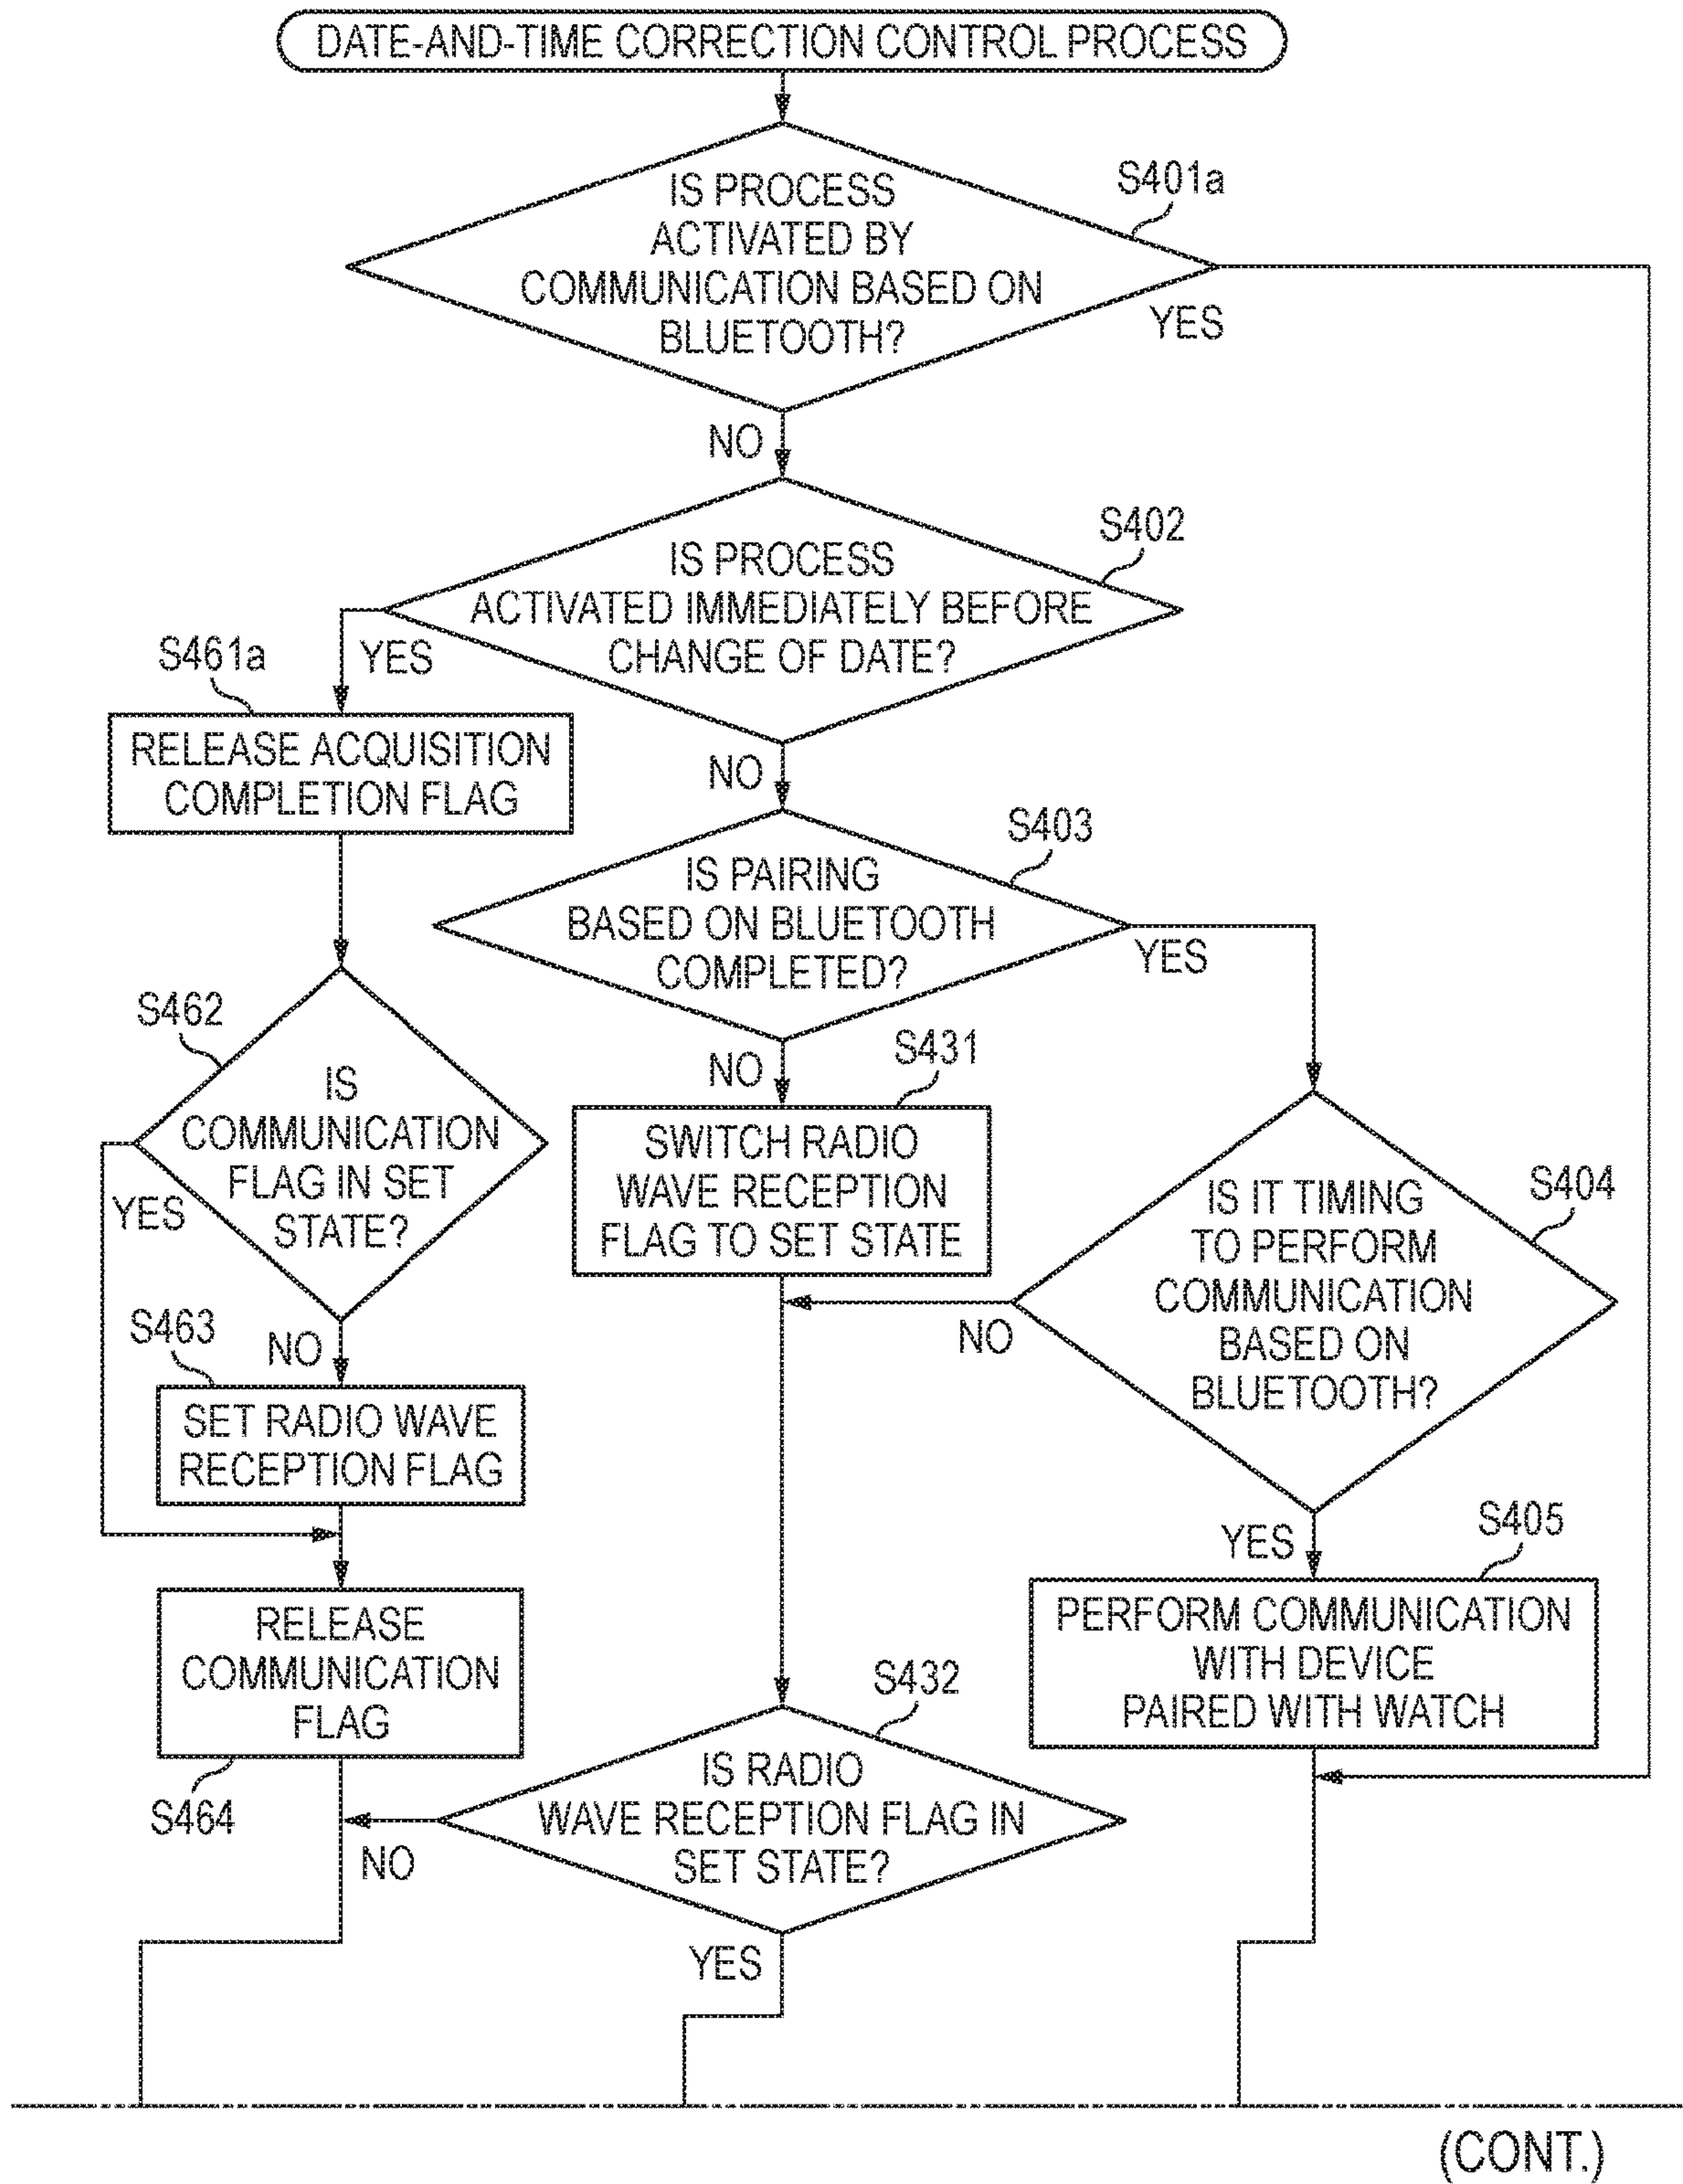 DATE-AND-TIME CORRECTION CONTROL PROCESS
S401a
IS PROCESS
ACTIVATED BY
COMMUNICATION BASED ON
BLUETOOTH?
YES
NO
S402
IS PROCESS
ACTIVATED IMMEDIATELY BEFORE
CHANGE OF DATE?
YES
NO
S461a
RELEASE ACQUISITION
COMPLETION FLAG
S403
IS PAIRING
BASED ON BLUETOOTH
COMPLETED?
YES
NO
S462
IS
COMMUNICATION
FLAG IN SET
STATE?
YES
NO
S431
SWITCH RADIO
WAVE RECEPTION
FLAG TO SET STATE
S404
IS IT TIMING
TO PERFORM
COMMUNICATION
BASED ON
BLUETOOTH?
NO
YES
S463
SET RADIO WAVE
RECEPTION FLAG
S405
PERFORM COMMUNICATION
WITH DEVICE
PAIRED WITH WATCH
RELEASE
COMMUNICATION
FLAG
S464
S432
IS RADIO
WAVE RECEPTION FLAG IN
SET STATE?
NO
YES
(CONT.)